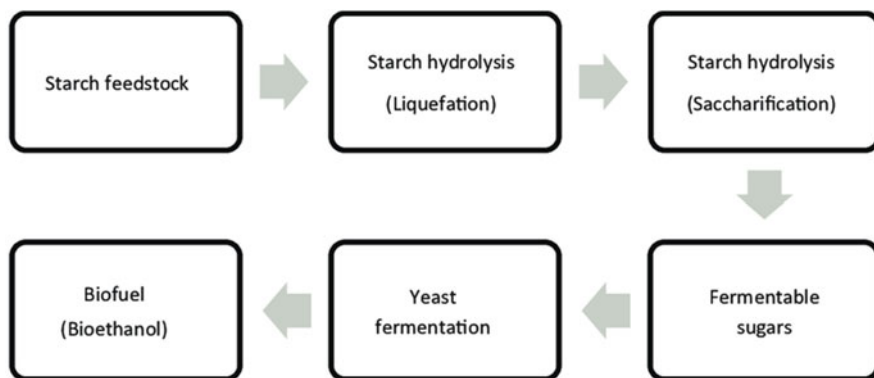 Starch feedstock
Starch hydrolysis
(Liquefation)
Starch hydrolysis
(Saccharification)
Fermentable
sugars
Yeast
fermentation
Biofuel
(Bioethanol)